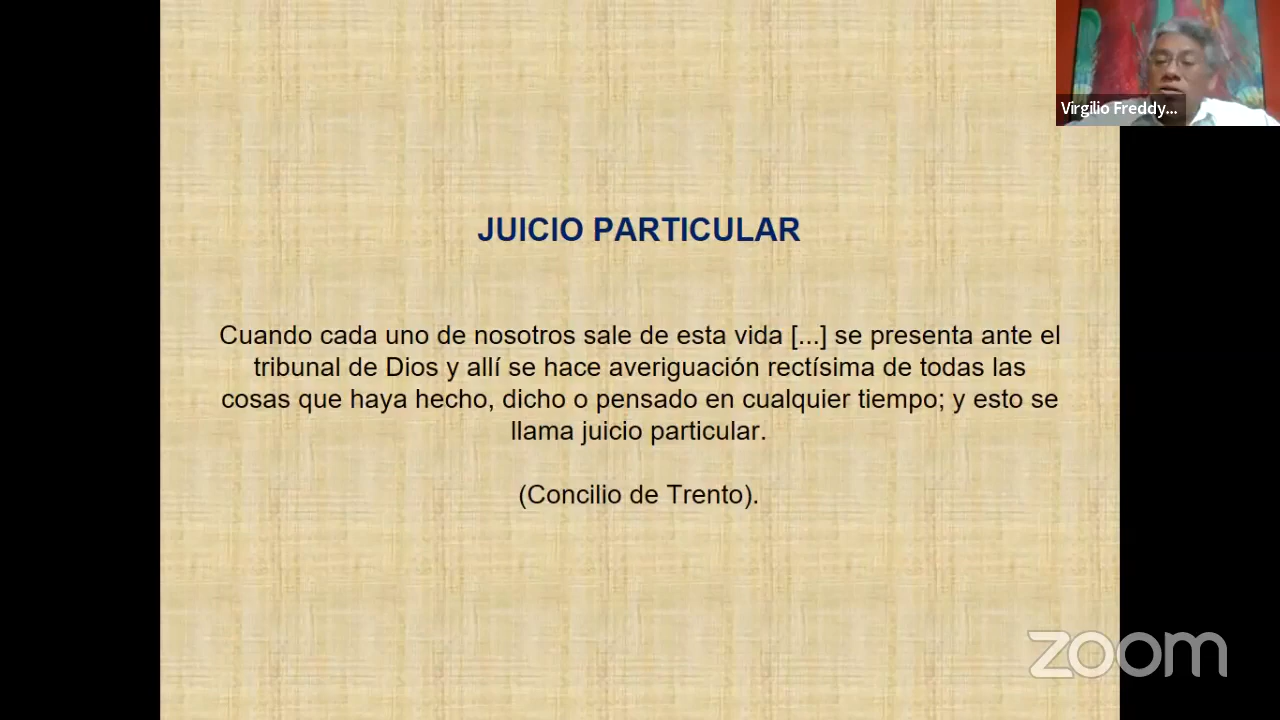 Virgilio Freddy...
JUICIO PARTICULAR
Cuando cada uno de nosotros sale de esta vida [...] se presenta ante el
tribunal de Dios y allí se hace averiguación rectísima de todas las
cosas que haya hecho, dicho o pensado en cualquier tiempo; y esto se
llama juicio particular.
(Concilio de Trento).
zoom